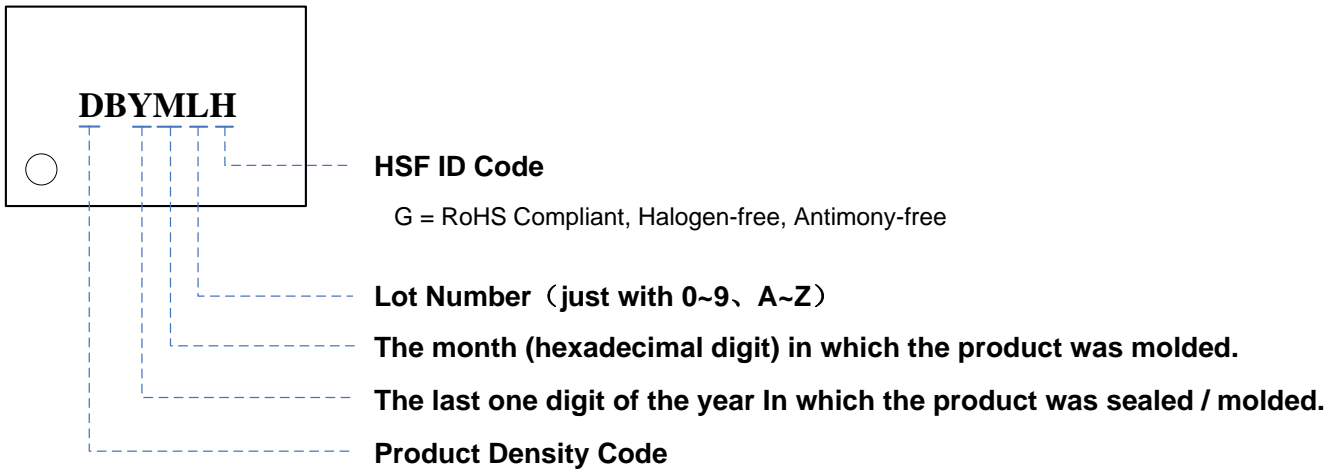 DBYMLH
HSF ID Code
G = RoHS Compliant, Halogen-free, Antimony-free
Lot Number（just with 0~9、A~Z）
The month (hexadecimal digit) in which the product was molded.
The last one digit of the year In which the product was sealed / molded.
Product Density Code